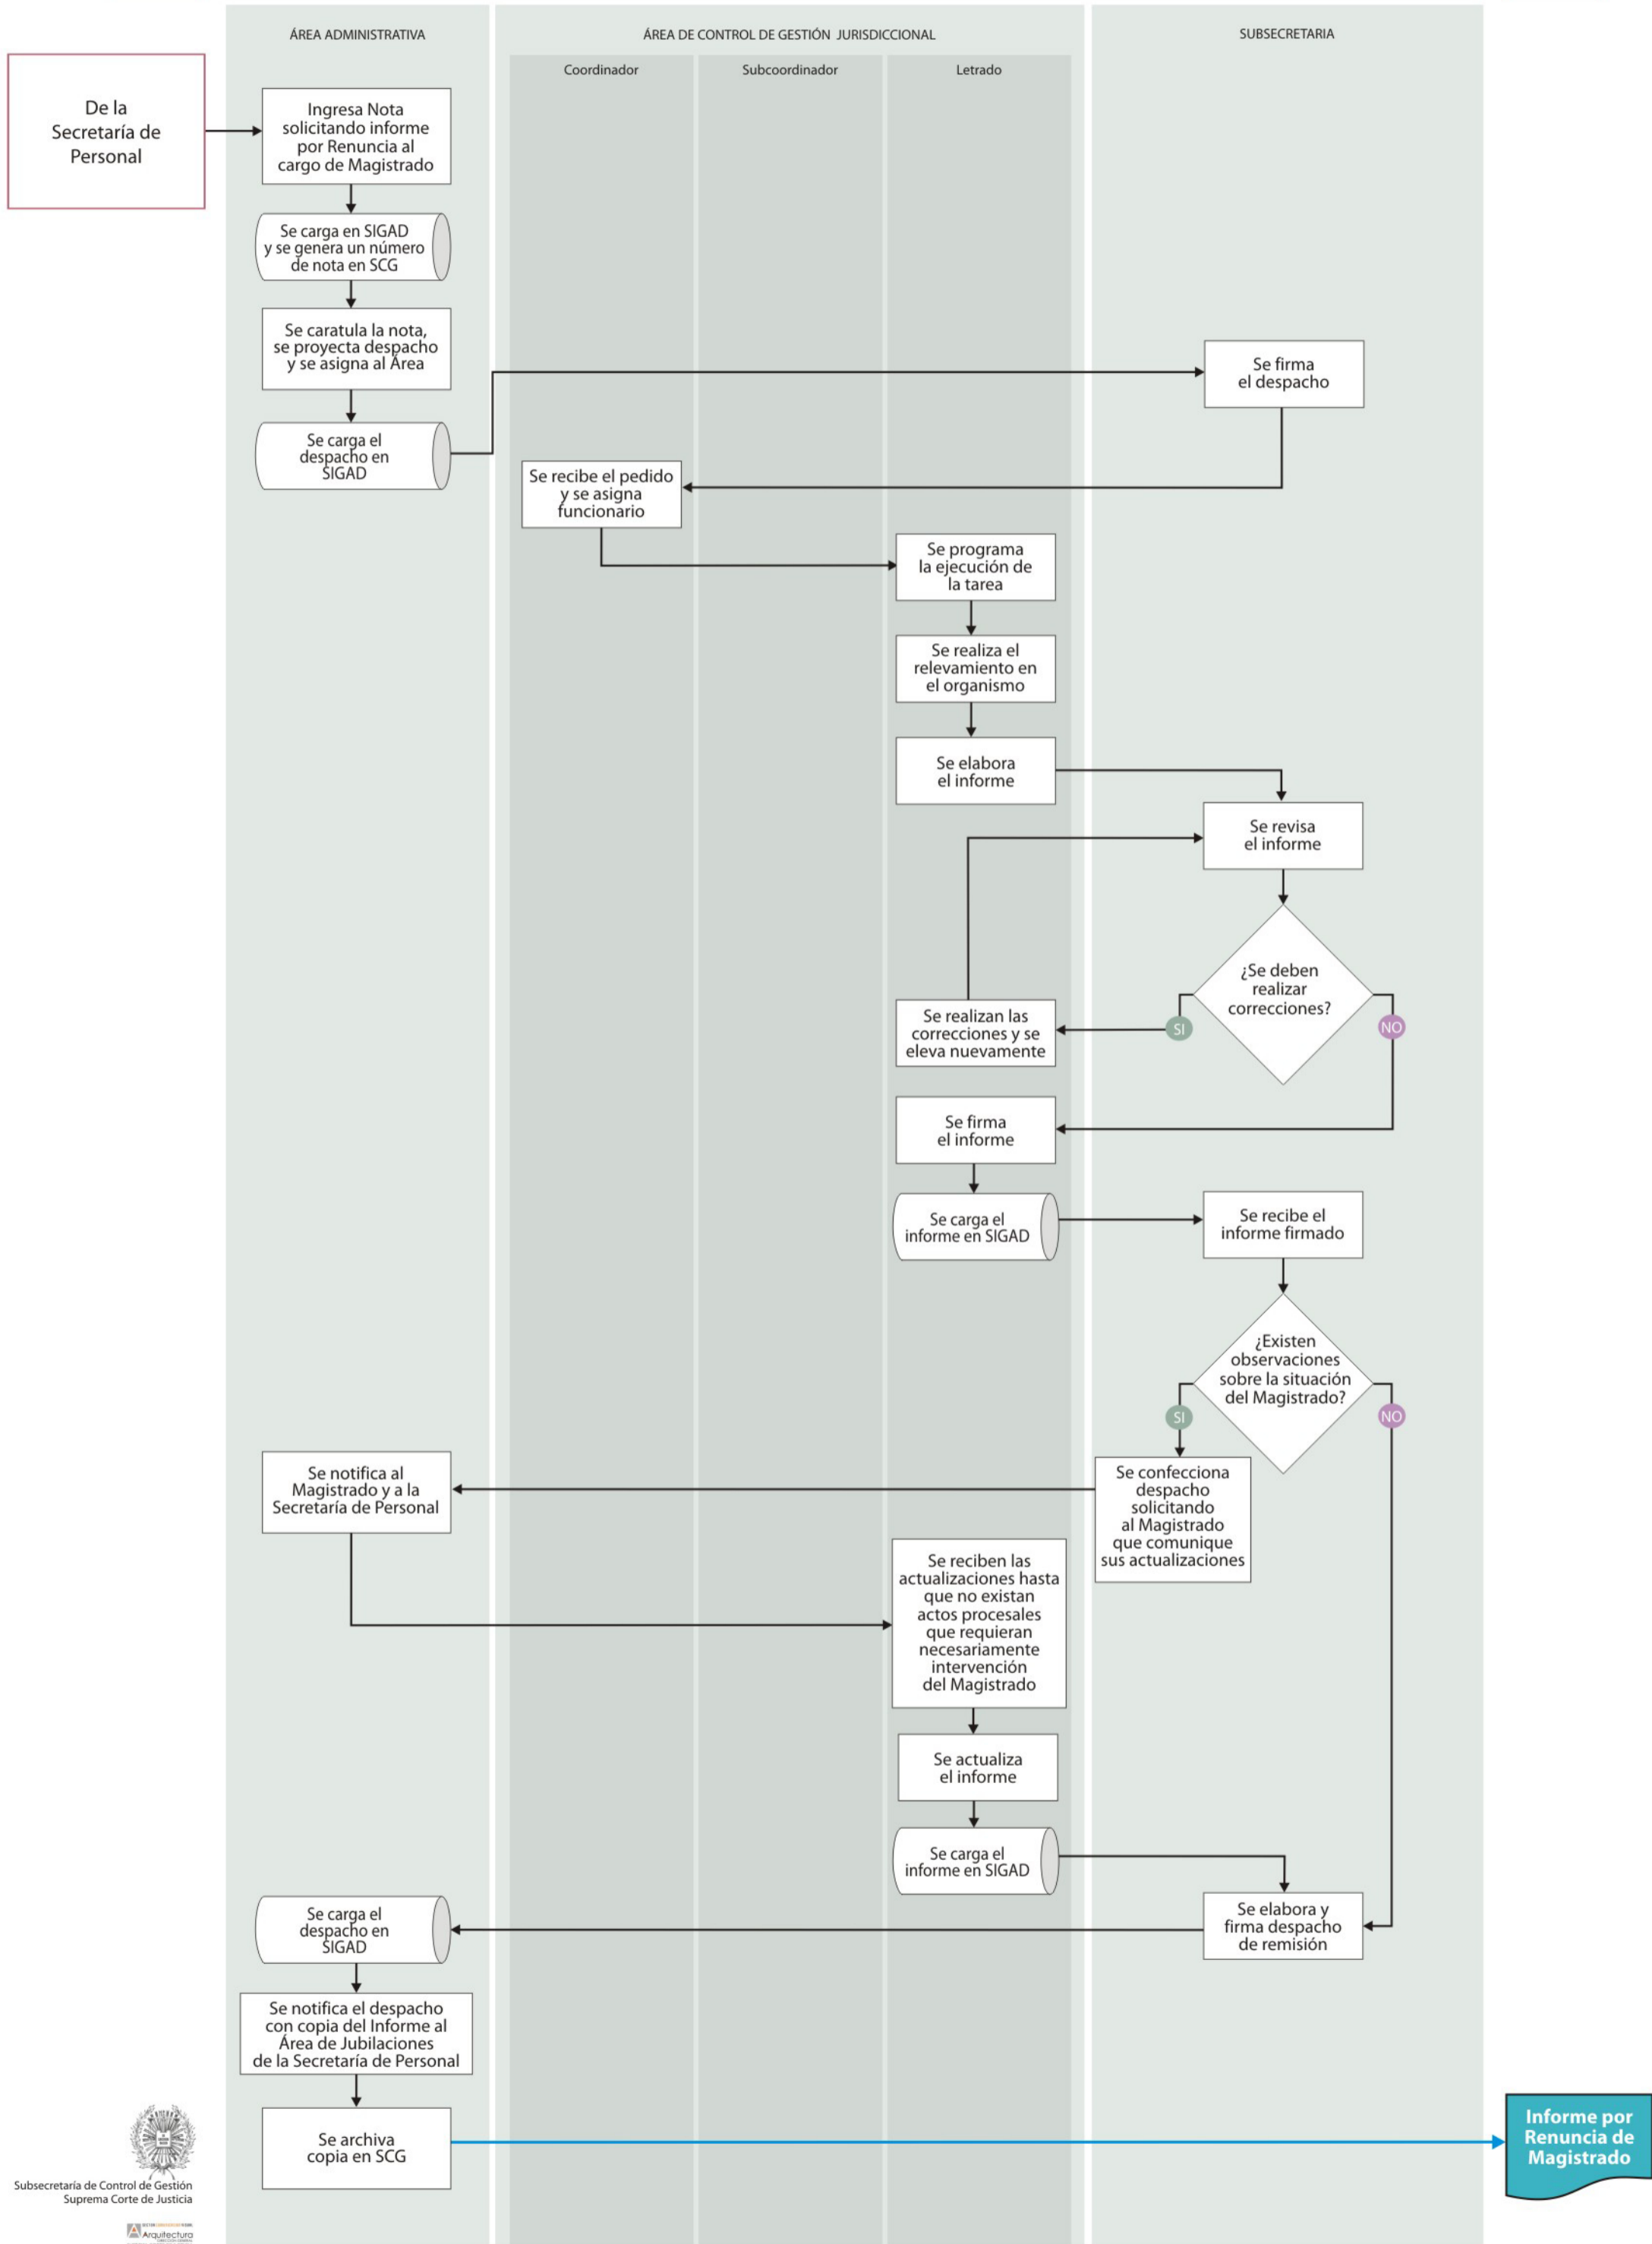 ÁREA ADMINISTRATIVA
ÁREA DE CONTROL DE GESTIÓN JURISDICCIONAL
SUBSECRETARIA
Coordinador
Subcoordinador
Letrado
De la
Secretaría de
Personal
Ingresa Nota
solicitando informe
por Renuncia al
cargo de Magistrado
Se carga en SIGAD
y se genera un número
de nota en SCG
Se caratula la nota,
se proyecta despacho
y se asigna al Área
Se carga el
despacho en
SIGAD
Se firma
el despacho
Se recibe el pedido
y se asigna
funcionario
Se programa
la ejecución de
la tarea
Se realiza el
relevamiento en
el organismo
Se elabora
el informe
Se revisa
el informe
¿Se deben
realizar
correcciones?
SI
NO
Se realizan las
correcciones y se
eleva nuevamente
Se firma
el informe
Se carga el
informe en SIGAD
Se recibe el
informe firmado
¿Existen
observaciones
sobre la situación
del Magistrado?
SI
NO
Se confecciona
despacho
solicitando
al Magistrado
que comunique
sus actualizaciones
Se notifica al
Magistrado y a la
Secretaría de Personal
Se reciben las
actualizaciones hasta
que no existan
actos procesales
que requieran
necesariamente
intervención
del Magistrado
Se actualiza
el informe
Se carga el
informe en SIGAD
Se elabora y
firma despacho
de remisión
Se carga el
despacho en
SIGAD
Se notifica el despacho
con copia del Informe al
Área de Jubilaciones
de la Secretaría de Personal
Se archiva
copia en SCG
Informe por
Renuncia de
Magistrado
Subsecretaría de Control de Gestión
Suprema Corte de Justicia
Arquitectura